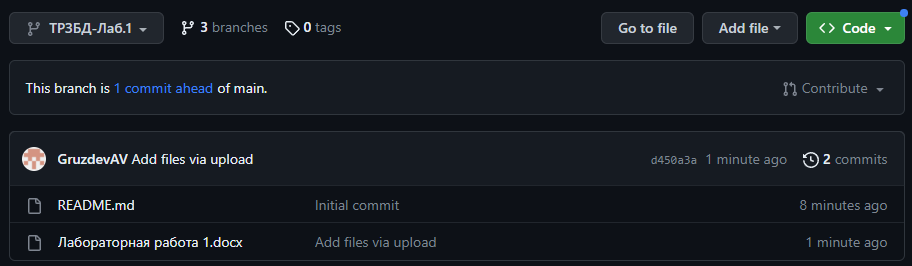 ТРЗБД-Лаб.1 3 branches 0 tags Go to file Add file Code
This branch is 1 commit ahead of main. Contribute
GruzdevAV Add files via upload d450a3a 1 minute ago 2 commits
README.md Initial commit 8 minutes ago
Лабораторная работа 1.docx Add files via upload 1 minute ago